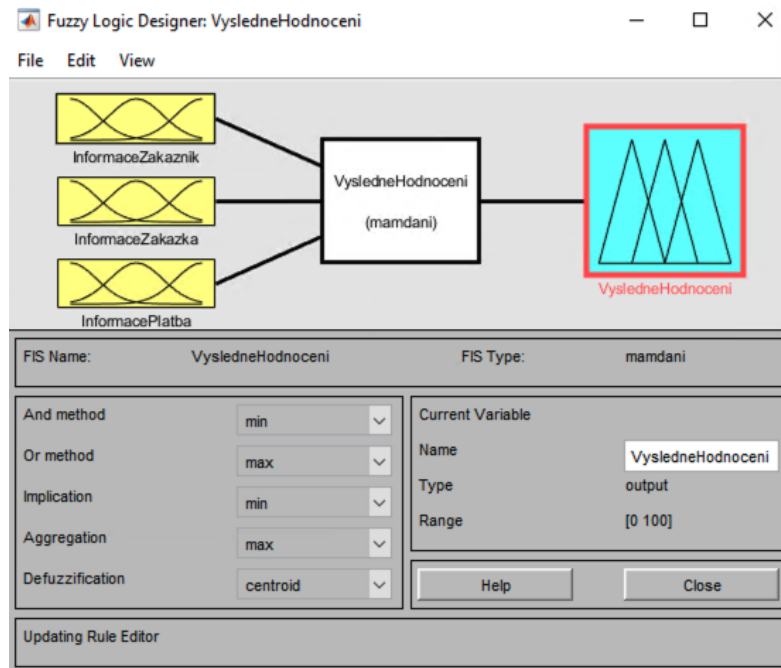 Fuzzy Logic Designer: VysledneHodnoceni
File Edit View
InformaceZakaznik
InformaceZakazka
InformacePlatba
VysledneHodnoceni
(mamdani)
VysledneHodnoceni
FIS Name: VysledneHodnoceni FIS Type: mamdani
And method min
Or method max
Implication min
Aggregation max
Defuzzification centroid
Current Variable
Name VysledneHodnoceni
Type output
Range [0 100]
Help Close
Updating Rule Editor